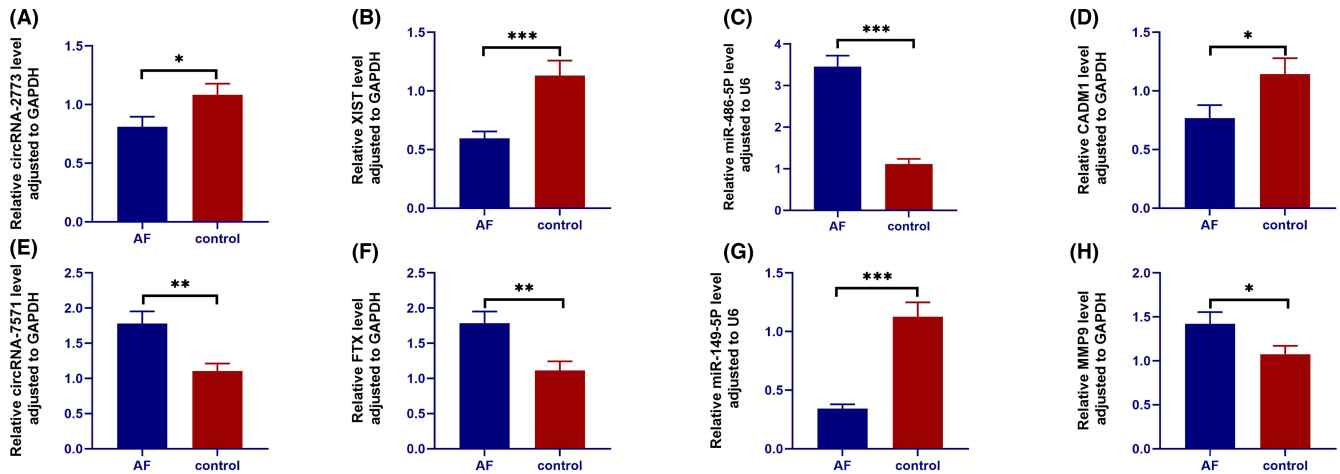 (A)
Relative circRNA-2773 level
adjusted to GAPDH
1.5
1.0
0.5
0.0
*
AF
control
(B)
Relative XIST level
adjusted to GAPDH
1.5
1.0
0.5
0.0
***
AF
control
(C)
Relative miR-486-5P level
adjusted to U6
4
3
2
1
0
***
AF
control
(D)
Relative CADM1 level
adjusted to GAPDH
1.5
1.0
0.5
0.0
*
AF
control
(E)
Relative circRNA-7571 level
adjusted to GAPDH
2.5
2.0
1.5
1.0
0.5
0.0
**
AF
control
(F)
Relative FTX level
adjusted to GAPDH
2.5
2.0
1.5
1.0
0.5
0.0
**
AF
control
(G)
Relative miR-149-5P level
adjusted to U6
1.5
1.0
0.5
0.0
***
AF
control
(H)
Relative MMP9 level
adjusted to GAPDH
2.0
1.5
1.0
0.5
0.0
*
AF
control